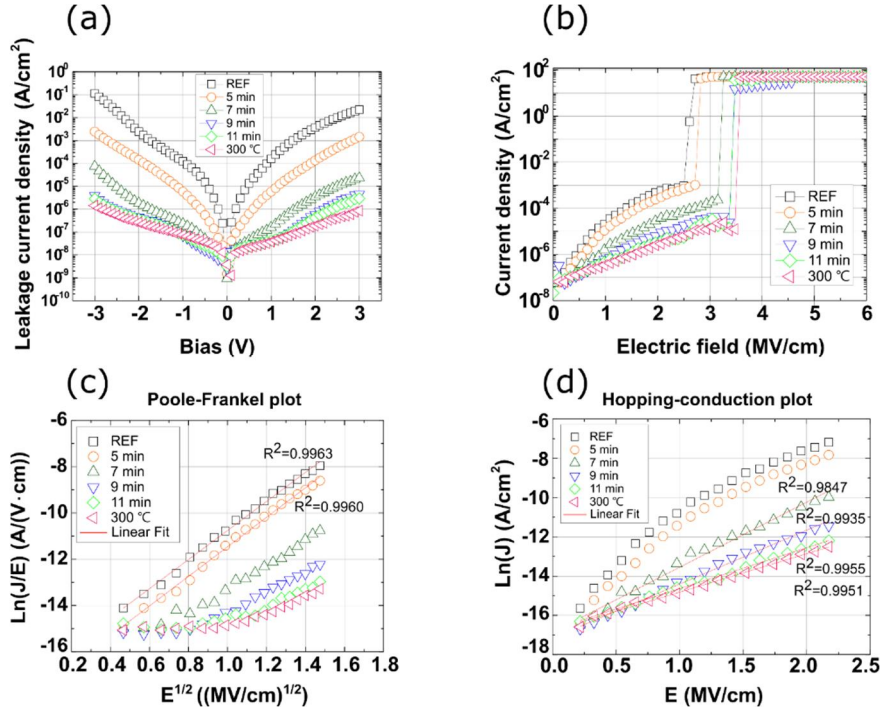 (a)
Leakage current density (A/cm²)
10⁰
10⁻¹
10⁻²
10⁻³
10⁻⁴
10⁻⁵
10⁻⁶
10⁻⁷
10⁻⁸
10⁻⁹
10⁻¹⁰
REF
5 min
7 min
9 min
11 min
300 ℃
-3 -2 -1 0 1 2 3
Bias (V)
(b)
Current density (A/cm²)
10²
10⁰
10⁻²
10⁻⁴
10⁻⁶
10⁻⁸
REF
5 min
7 min
9 min
11 min
300 ℃
0 1 2 3 4 5 6
Electric field (MV/cm)
(c)
Poole-Frankel plot
Ln(J/E) (A/(V·cm))
-6
-8
-10
-12
-14
-16
REF
5 min
7 min
9 min
11 min
300 ℃
Linear Fit
R²=0.9963
R²=0.9960
0.2 0.4 0.6 0.8 1.0 1.2 1.4 1.6 1.8
E¹ᐟ² ((MV/cm)¹ᐟ²)
(d)
Hopping-conduction plot
Ln(J) (A/cm²)
-6
-8
-10
-12
-14
-16
-18
REF
5 min
7 min
9 min
11 min
300 ℃
Linear Fit
R²=0.9847
R²=0.9935
R²=0.9955
R²=0.9951
0.0 0.5 1.0 1.5 2.0 2.5
E (MV/cm)